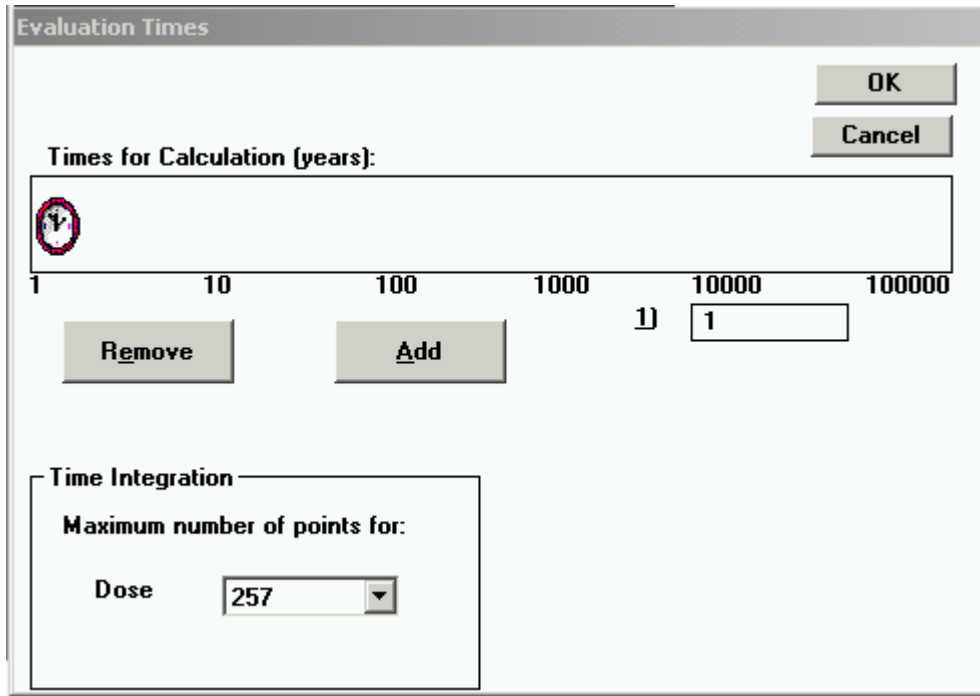 Evaluation Times
OK
Cancel
Times for Calculation (years):
1 10 100 1000 10000 100000
1) 1
Remove Add
Time Integration
Maximum number of points for:
Dose 257